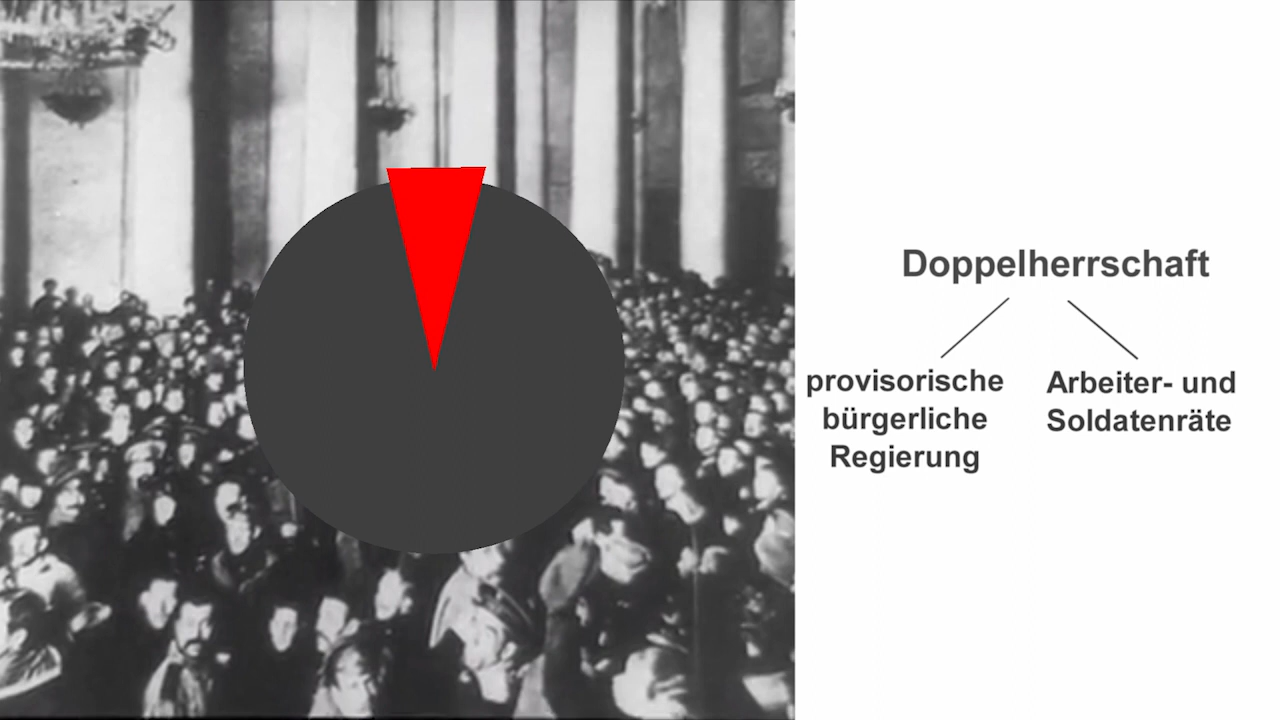 Doppelherrschaft
provisorische
bürgerliche
Regierung
Arbeiter- und
Soldatenräte